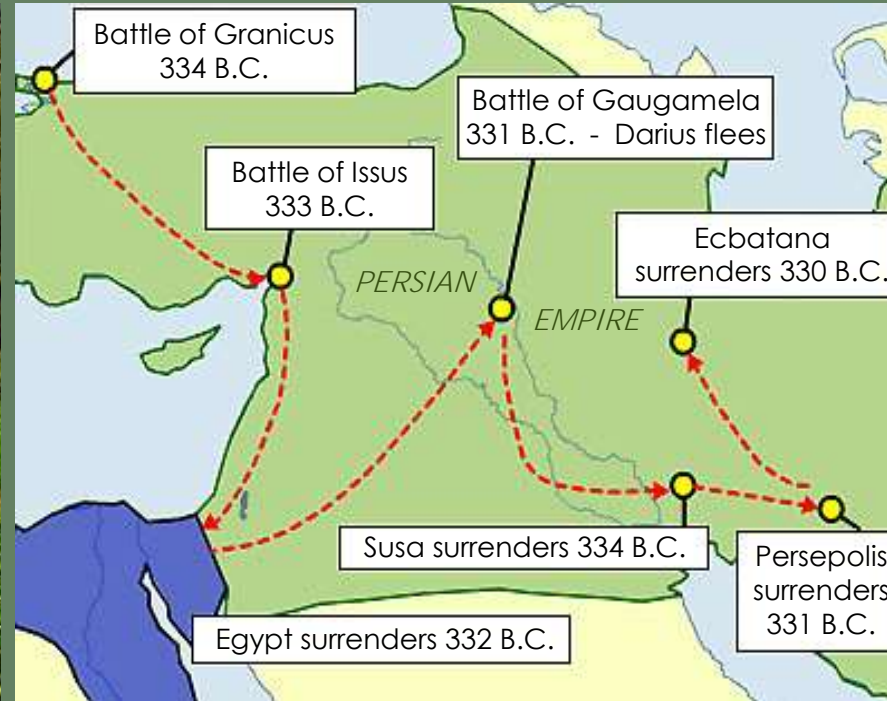 Battle of Granicus
334 B.C.
Battle of Gaugamela
331 B.C. - Darius flees
Battle of Issus
333 B.C.
Ecbatana
surrenders 330 B.C.
PERSIAN
EMPIRE
Susa surrenders 334 B.C.
Persepolis
surrenders
331 B.C.
Egypt surrenders 332 B.C.